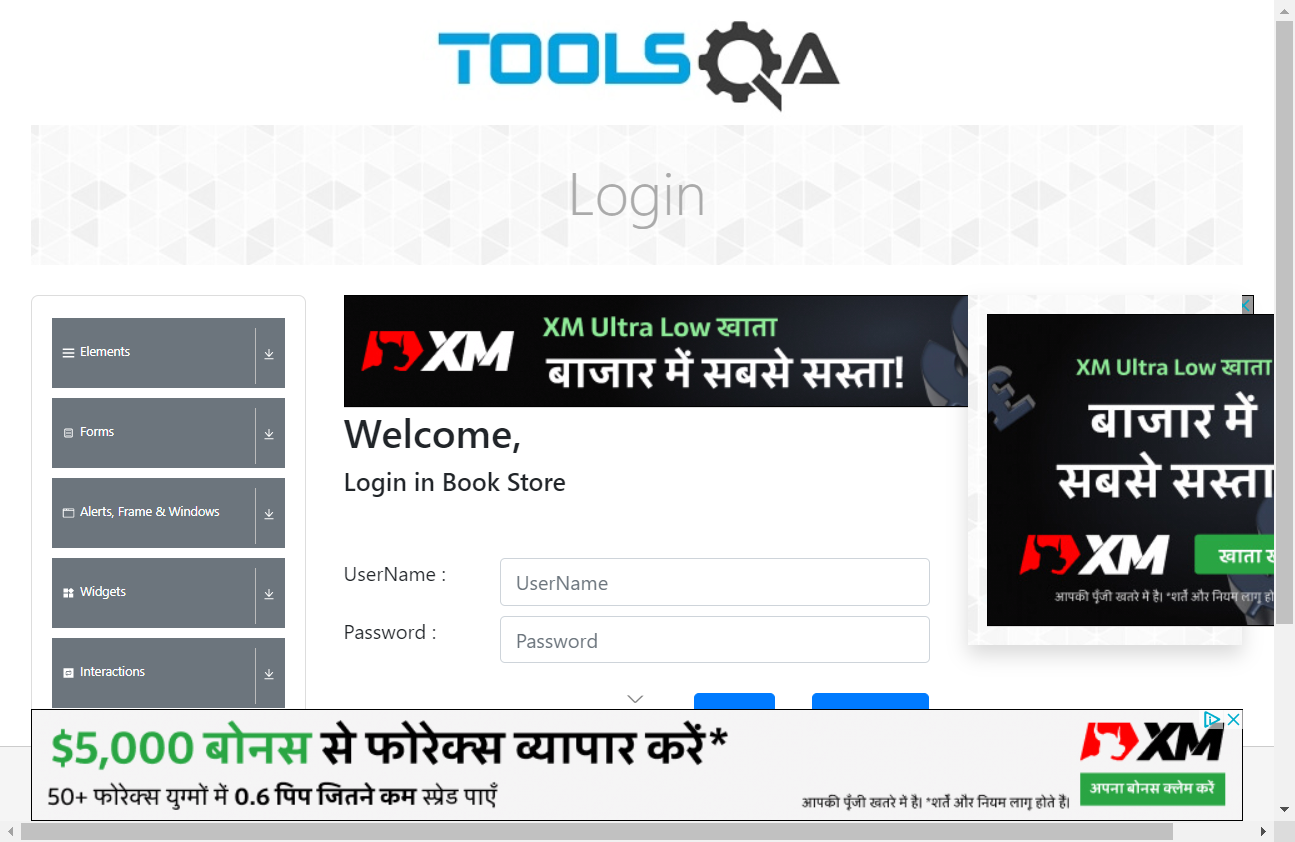 TOOLSQA
Login
Elements
Forms
Alerts, Frame & Windows
Widgets
Interactions
XM
XM Ultra Low खाता
बाजार में सबसे सस्ता!
Welcome,
Login in Book Store
UserName :
UserName
Password :
Password
XM Ultra Low खाता
बाजार में
सबसे सस्ता
XM
खाता
आपकी पूँजी खतरे में है। *शर्तें और नियम लागू
$5,000 बोनस से फोरेक्स व्यापार करें*
50+ फोरेक्स युग्मों में 0.6 पिप जितने कम स्प्रेड पाएँ
आपकी पूँजी खतरे में है। *शर्तें और नियम लागू होते हैं।
XM
अपना बोनस क्लेम करें